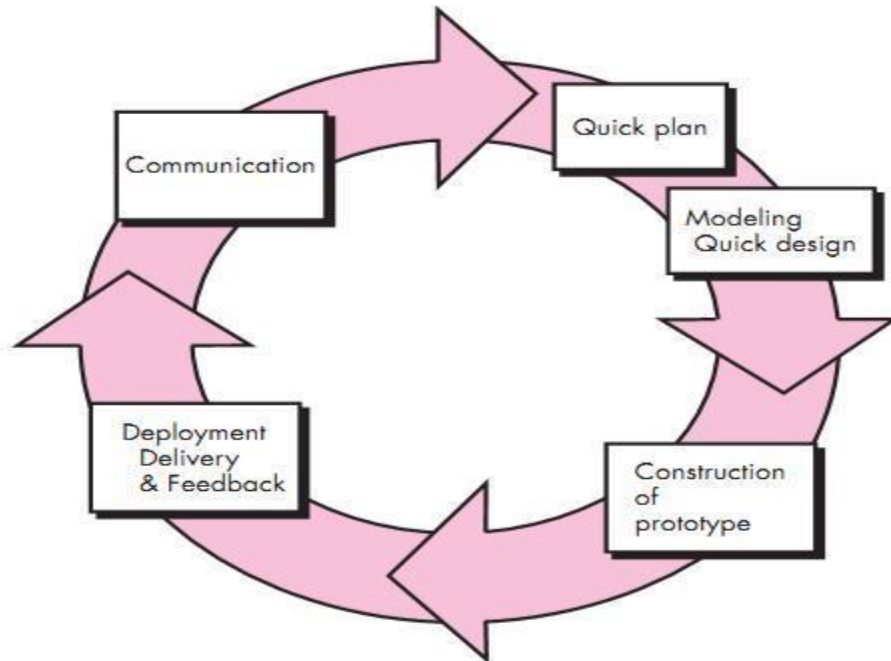 Communication
Quick plan
Modeling
Quick design
Construction
of
prototype
Deployment
Delivery
& Feedback